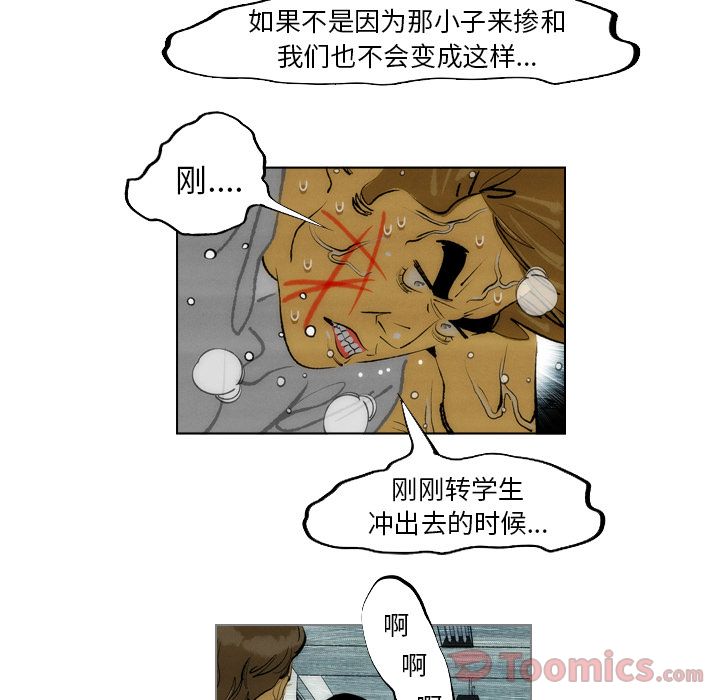 如果不是因为那小子来掺和
我们也不会变成这样...
刚....
刚刚转学生
冲出去的时候...
啊
啊
啊
Toomics.com